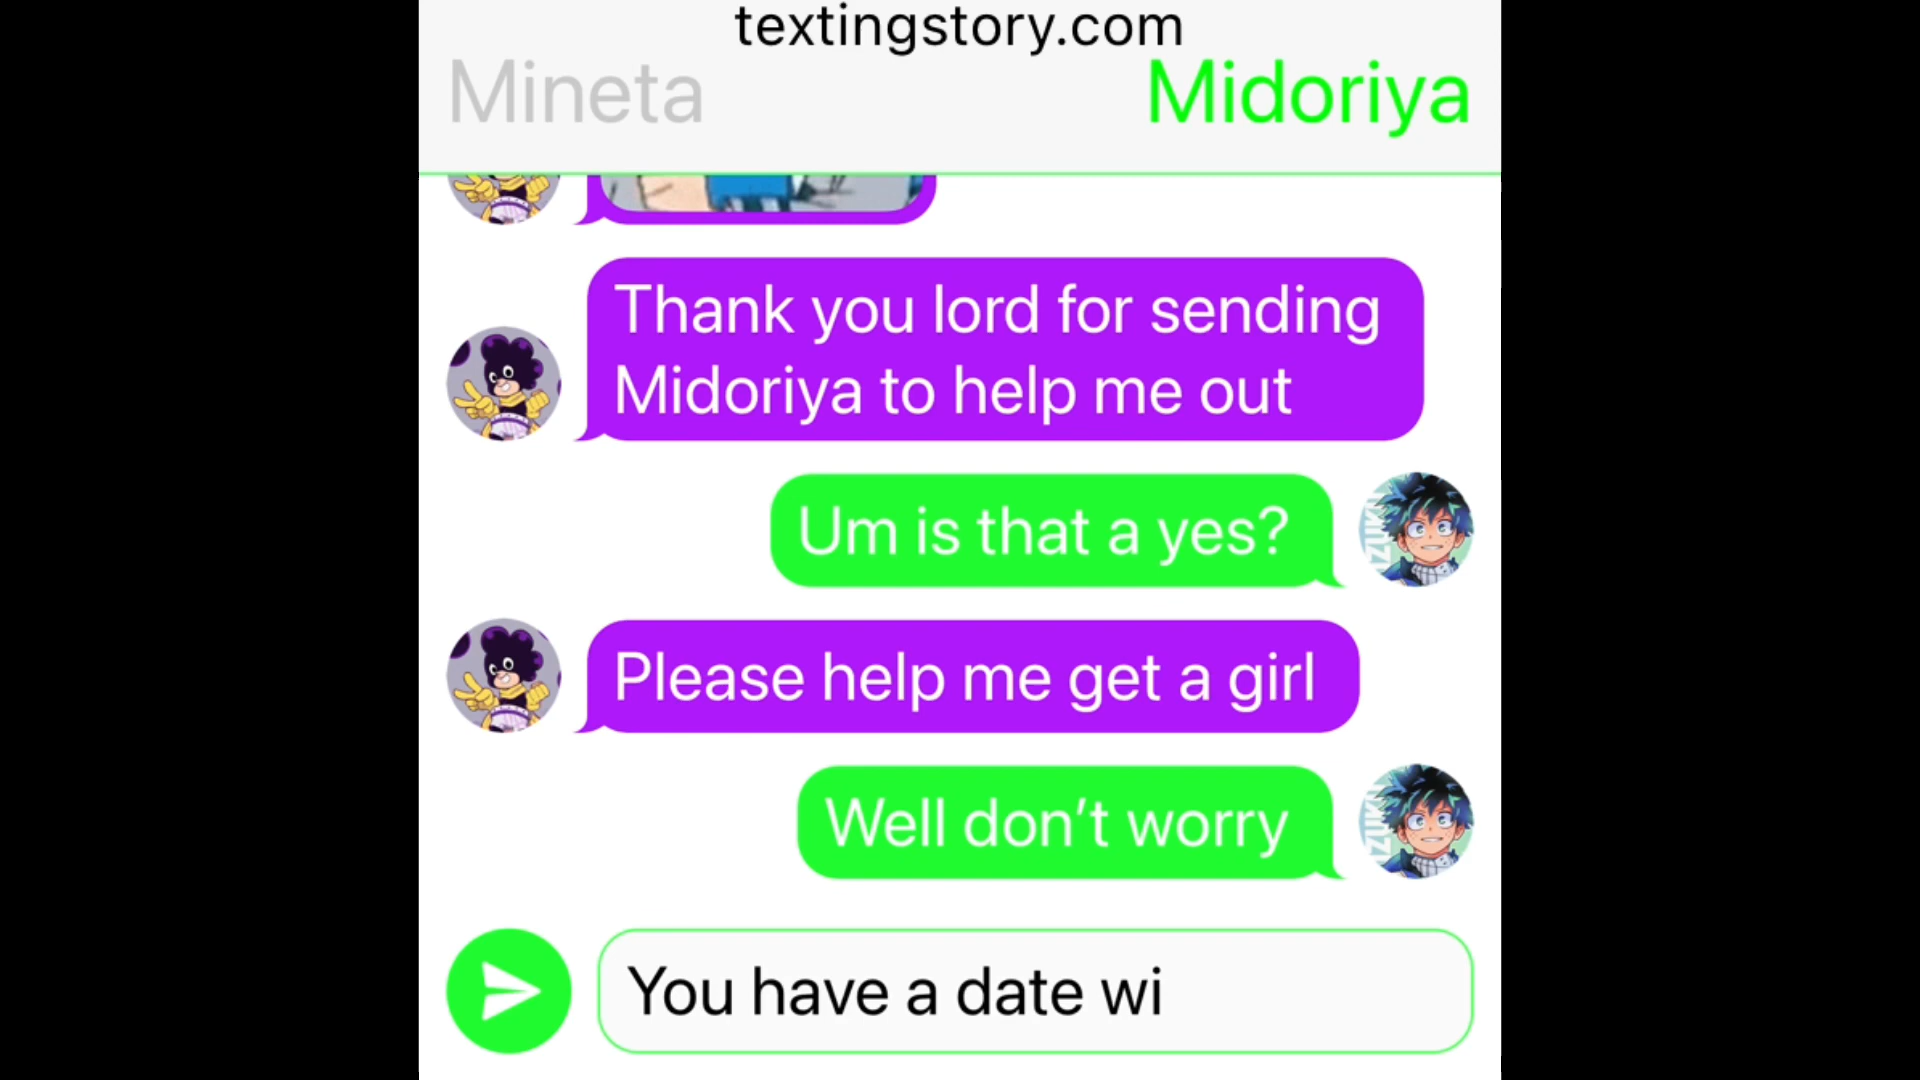 textingstory.com
Mineta
Midoriya
Thank you lord for sending
Midoriya to help me out
Um is that a yes?
Please help me get a girl
Well don’t worry
You have a date wi